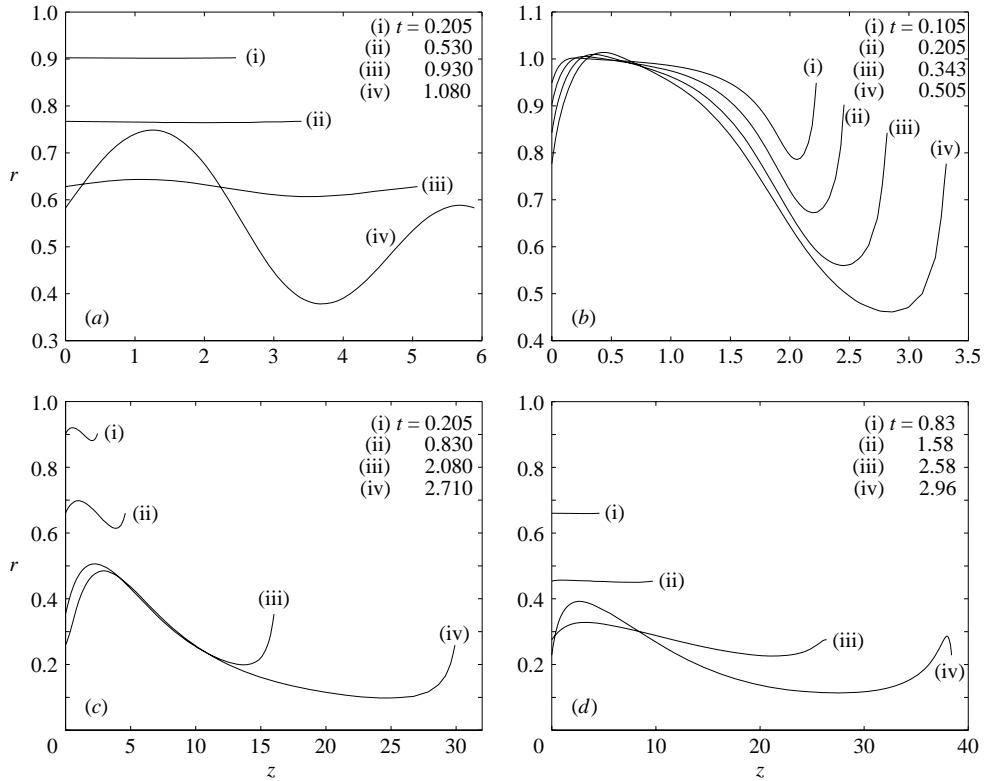 1.0
0.9
0.8
0.7
r 0.6
0.5
0.4
0.3
0 1 2 3 4 5 6
(i) t = 0.205
(ii) 0.530
(iii) 0.930
(iv) 1.080
(i)
(ii)
(iii)
(iv)
(a)
1.1
1.0
0.9
0.8
0.7
0.6
0.5
0.4
0 0.5 1.0 1.5 2.0 2.5 3.0 3.5
(i) t = 0.105
(ii) 0.205
(iii) 0.343
(iv) 0.505
(i)
(ii)
(iii)
(iv)
(b)
1.0
0.8
0.6
r
0.4
0.2
0 5 10 15 20 25 30
z
(i) t = 0.205
(ii) 0.830
(iii) 2.080
(iv) 2.710
(i)
(ii)
(iii)
(iv)
(c)
1.0
0.8
0.6
0.4
0.2
0 10 20 30 40
z
(i) t = 0.83
(ii) 1.58
(iii) 2.58
(iv) 2.96
(i)
(ii)
(iii)
(iv)
(d)